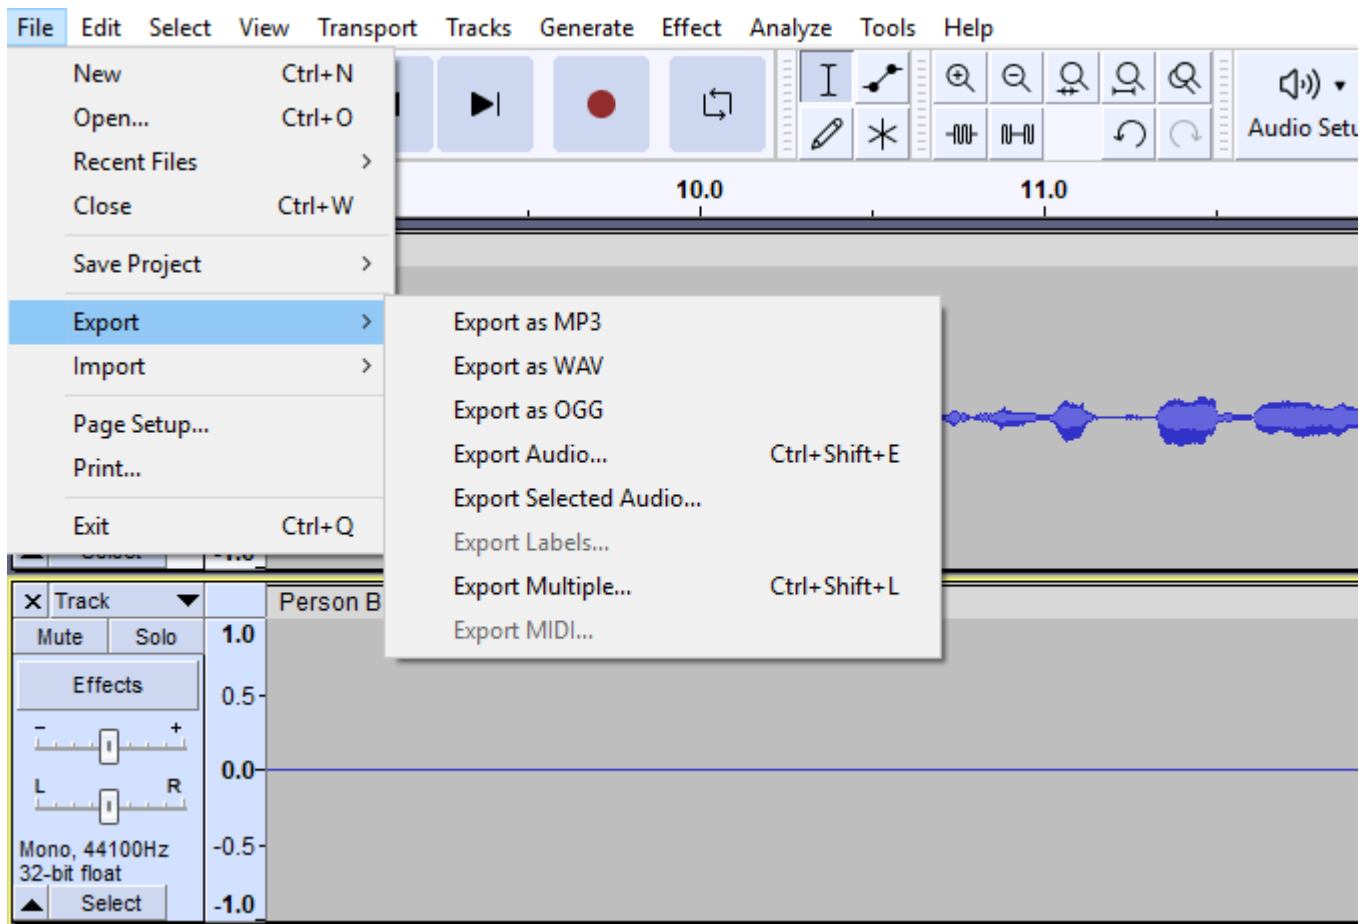 File Edit Select View Transport Tracks Generate Effect Analyze Tools Help
New Ctrl+N
Open... Ctrl+O
Recent Files
Close Ctrl+W
Save Project
Export
Import
Page Setup...
Print...
Exit Ctrl+Q
Export as MP3
Export as WAV
Export as OGG
Export Audio... Ctrl+Shift+E
Export Selected Audio...
Export Labels...
Export Multiple... Ctrl+Shift+L
Export MIDI...
Audio Setu
10.0 11.0
Select -1.0
Track Person B
Mute Solo 1.0
Effects
0.5
- +
0.0
L R
Mono, 44100Hz -0.5
32-bit float
Select -1.0